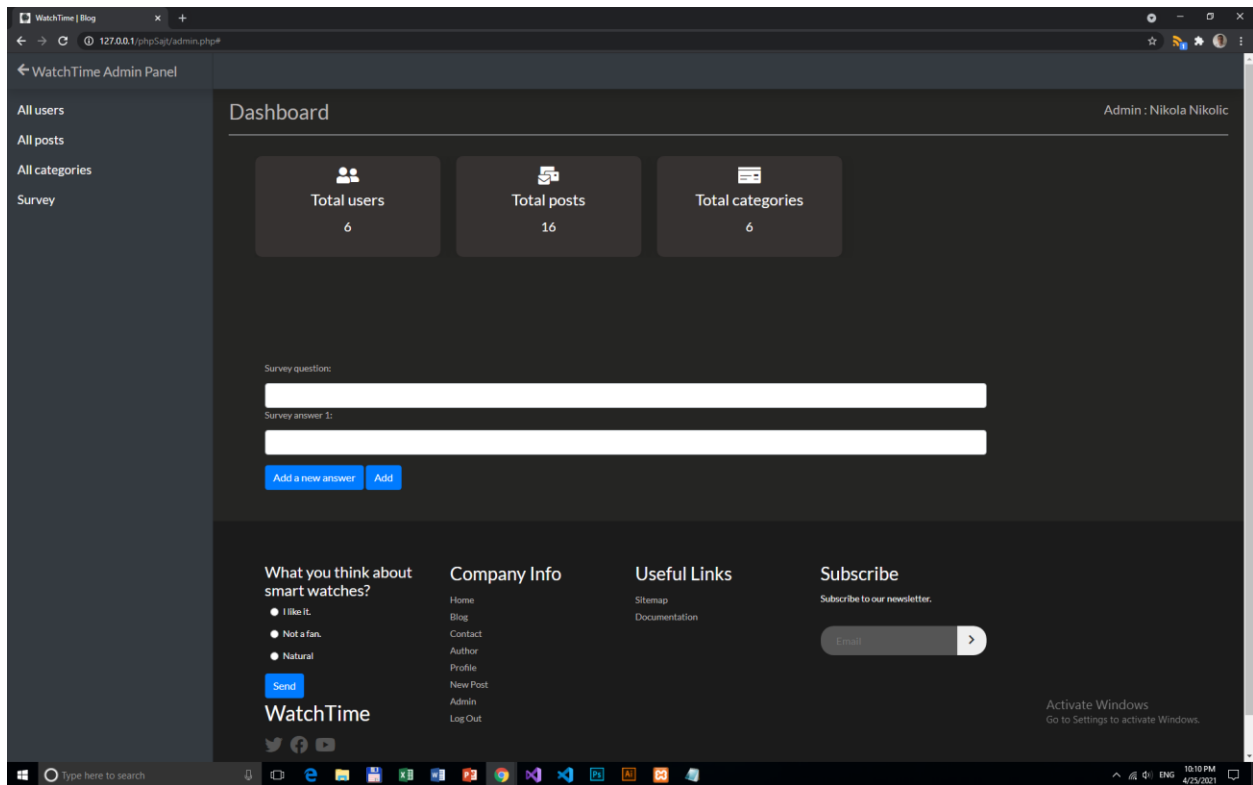 WatchTime | Blog
127.0.0.1/phpSajt/admin.php#
WatchTime Admin Panel
All users
All posts
All categories
Survey
Dashboard
Admin : Nikola Nikolic
Total users
6
Total posts
16
Total categories
6
Survey question:
Survey answer 1:
Add a new answer
Add
What you think about
smart watches?
I like it.
Not a fan.
Natural
Send
WatchTime
Company Info
Home
Blog
Contact
Author
Profile
New Post
Admin
Log Out
Useful Links
Sitemap
Documentation
Subscribe
Subscribe to our newsletter.
Email
Activate Windows
Go to Settings to activate Windows.
Type here to search
Ps
Ai
ENG
10:10 PM
4/25/2021